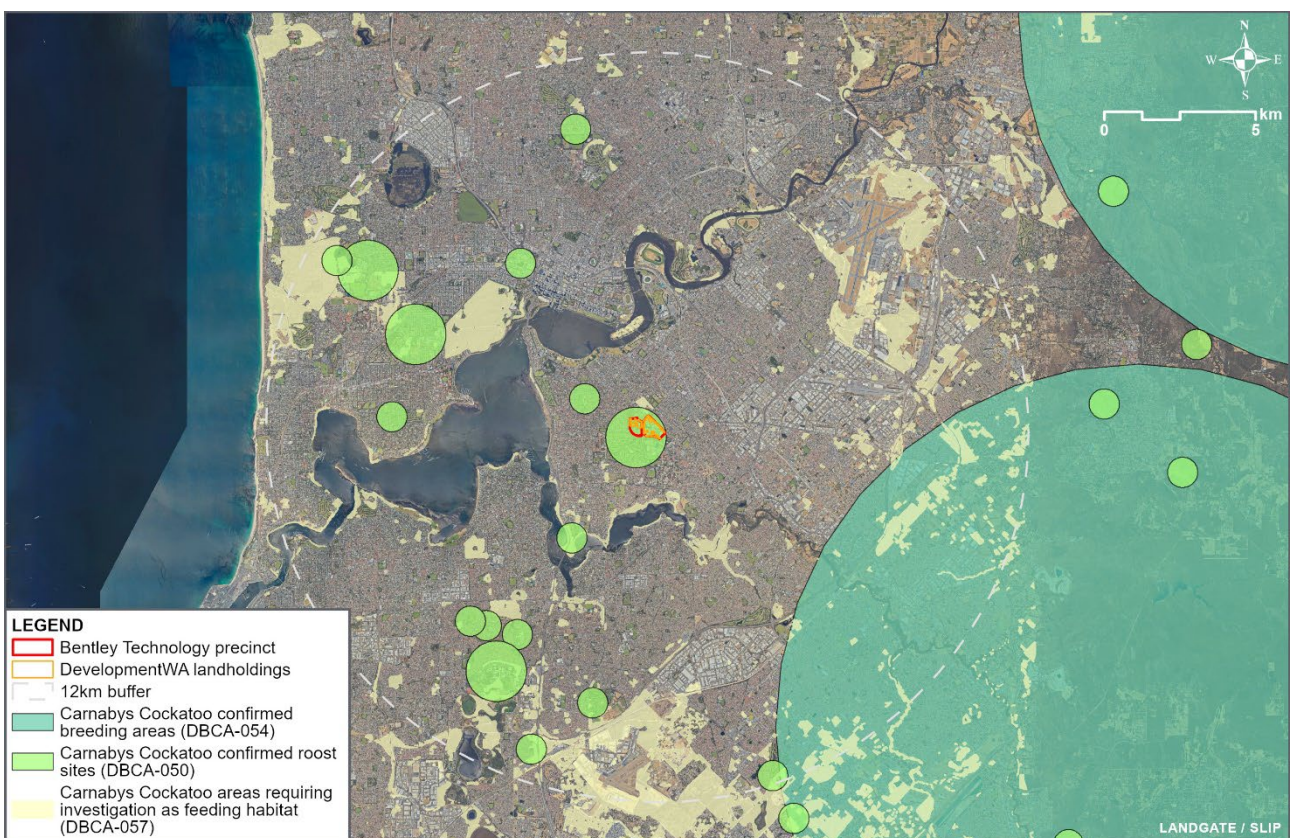 N
W E
S
km
0 5
LEGEND
Bentley Technology precinct
DevelopmentWA landholdings
12km buffer
Carnabys Cockatoo confirmed
breeding areas (DBCA-054)
Carnabys Cockatoo confirmed roost
sites (DBCA-050)
Carnabys Cockatoo areas requiring
investigation as feeding habitat
(DBCA-057)
LANDGATE / SLIP